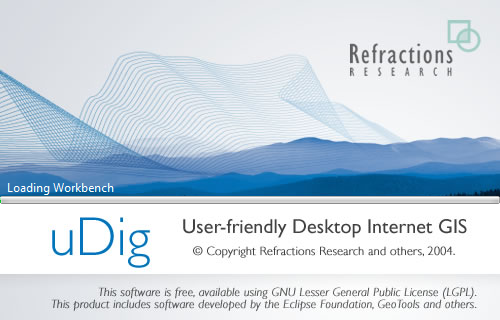 Refractions
RESEARCH
Loading Workbench
uDig
User-friendly Desktop Internet GIS
© Copyright Refractions Research and others, 2004.
This software is free, available using GNU Lesser General Public License (LGPL).
This product includes software developed by the Eclipse Foundation, GeoTools and others.